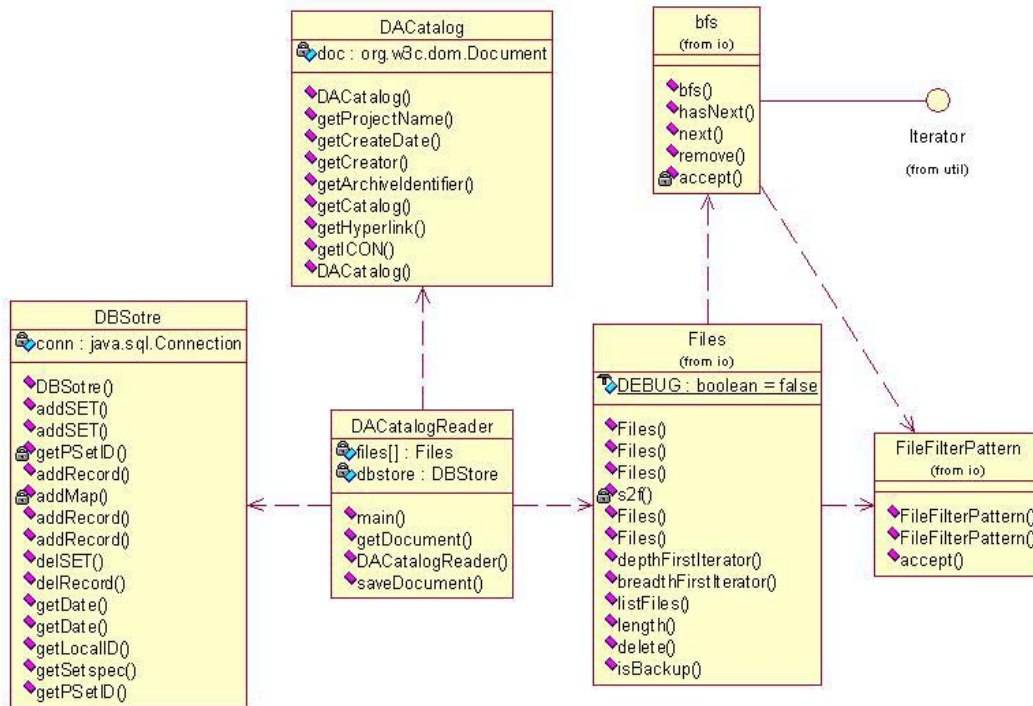 DACatalog
doc : org.w3c.dom.Document
DACatalog()
getProjectName()
getCreateDate()
getCreator()
getArchiveIdentifier()
getCatalog()
getHyperlink()
getICON()
DACatalog()
bfs
(from io)
bfs()
hasNext()
next()
remove()
accept()
Iterator
(from util)
DBSotre
conn : java.sql.Connection
DBSotre()
addSET()
addSET()
getPSetID()
addRecord()
addMap()
addRecord()
addRecord()
delSET()
delRecord()
getDate()
getDate()
getLocalID()
getSetspec()
getPSetID()
DACatalogReader
files[] : Files
dbstore : DBStore
main()
getDocument()
DACatalogReader()
saveDocument()
Files
(from io)
DEBUG : boolean = false
Files()
Files()
Files()
s2f()
Files()
Files()
depthFirstIterator()
breadthFirstIterator()
listFiles()
length()
delete()
isBackup()
FileFilterPattern
(from io)
FileFilterPattern()
FileFilterPattern()
accept()